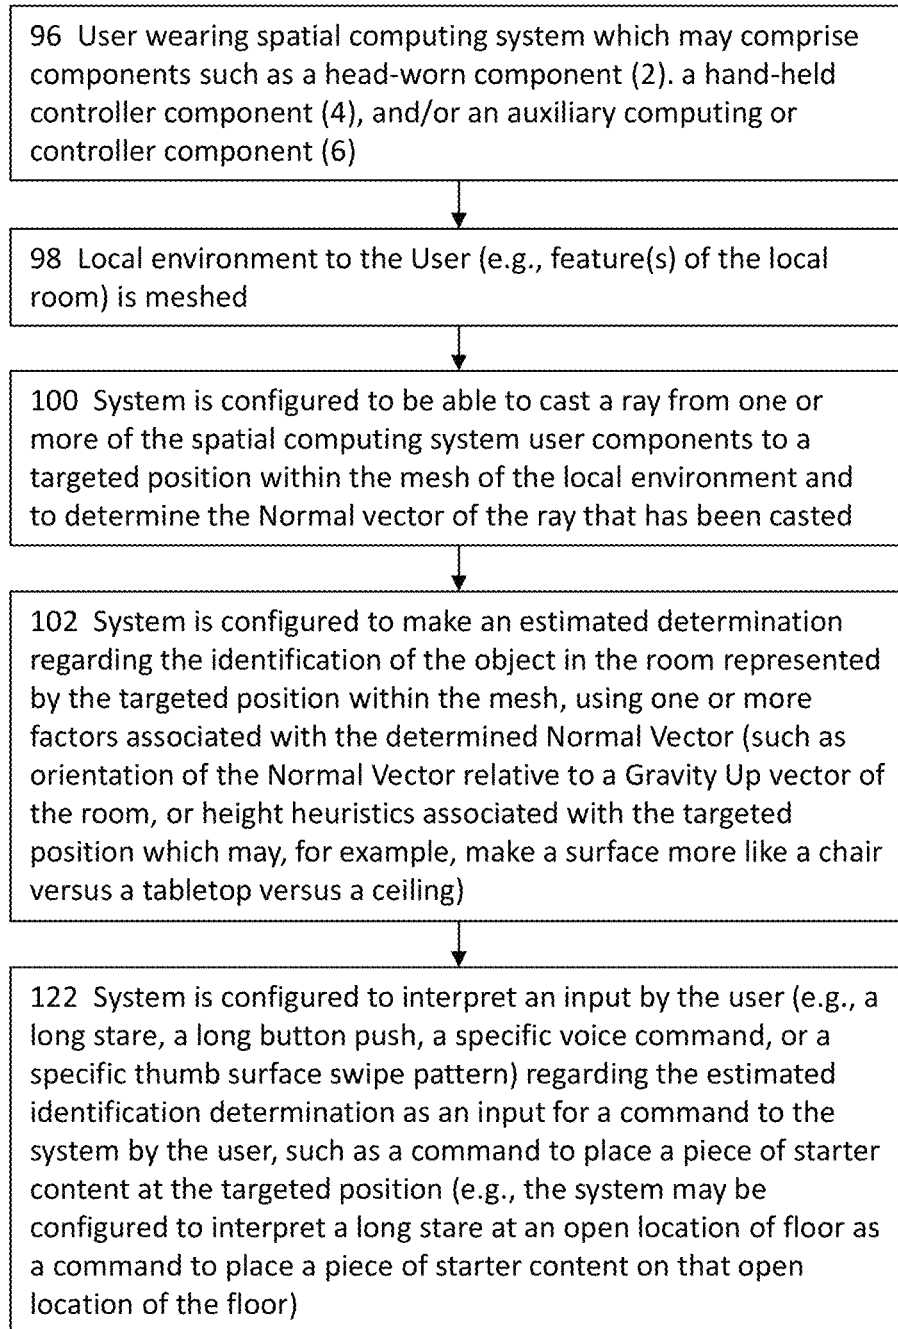 96 User wearing spatial computing system which may comprise
components such as a head-worn component (2). a hand-held
controller component (4), and/or an auxiliary computing or
controller component (6)
98 Local environment to the User (e.g., feature(s) of the local
room) is meshed
100 System is configured to be able to cast a ray from one or
more of the spatial computing system user components to a
targeted position within the mesh of the local environment and
to determine the Normal vector of the ray that has been casted
102 System is configured to make an estimated determination
regarding the identification of the object in the room represented
by the targeted position within the mesh, using one or more
factors associated with the determined Normal Vector (such as
orientation of the Normal Vector relative to a Gravity Up vector of
the room, or height heuristics associated with the targeted
position which may, for example, make a surface more like a chair
versus a tabletop versus a ceiling)
122 System is configured to interpret an input by the user (e.g., a
long stare, a long button push, a specific voice command, or a
specific thumb surface swipe pattern) regarding the estimated
identification determination as an input for a command to the
system by the user, such as a command to place a piece of starter
content at the targeted position (e.g., the system may be
configured to interpret a long stare at an open location of floor as
a command to place a piece of starter content on that open
location of the floor)